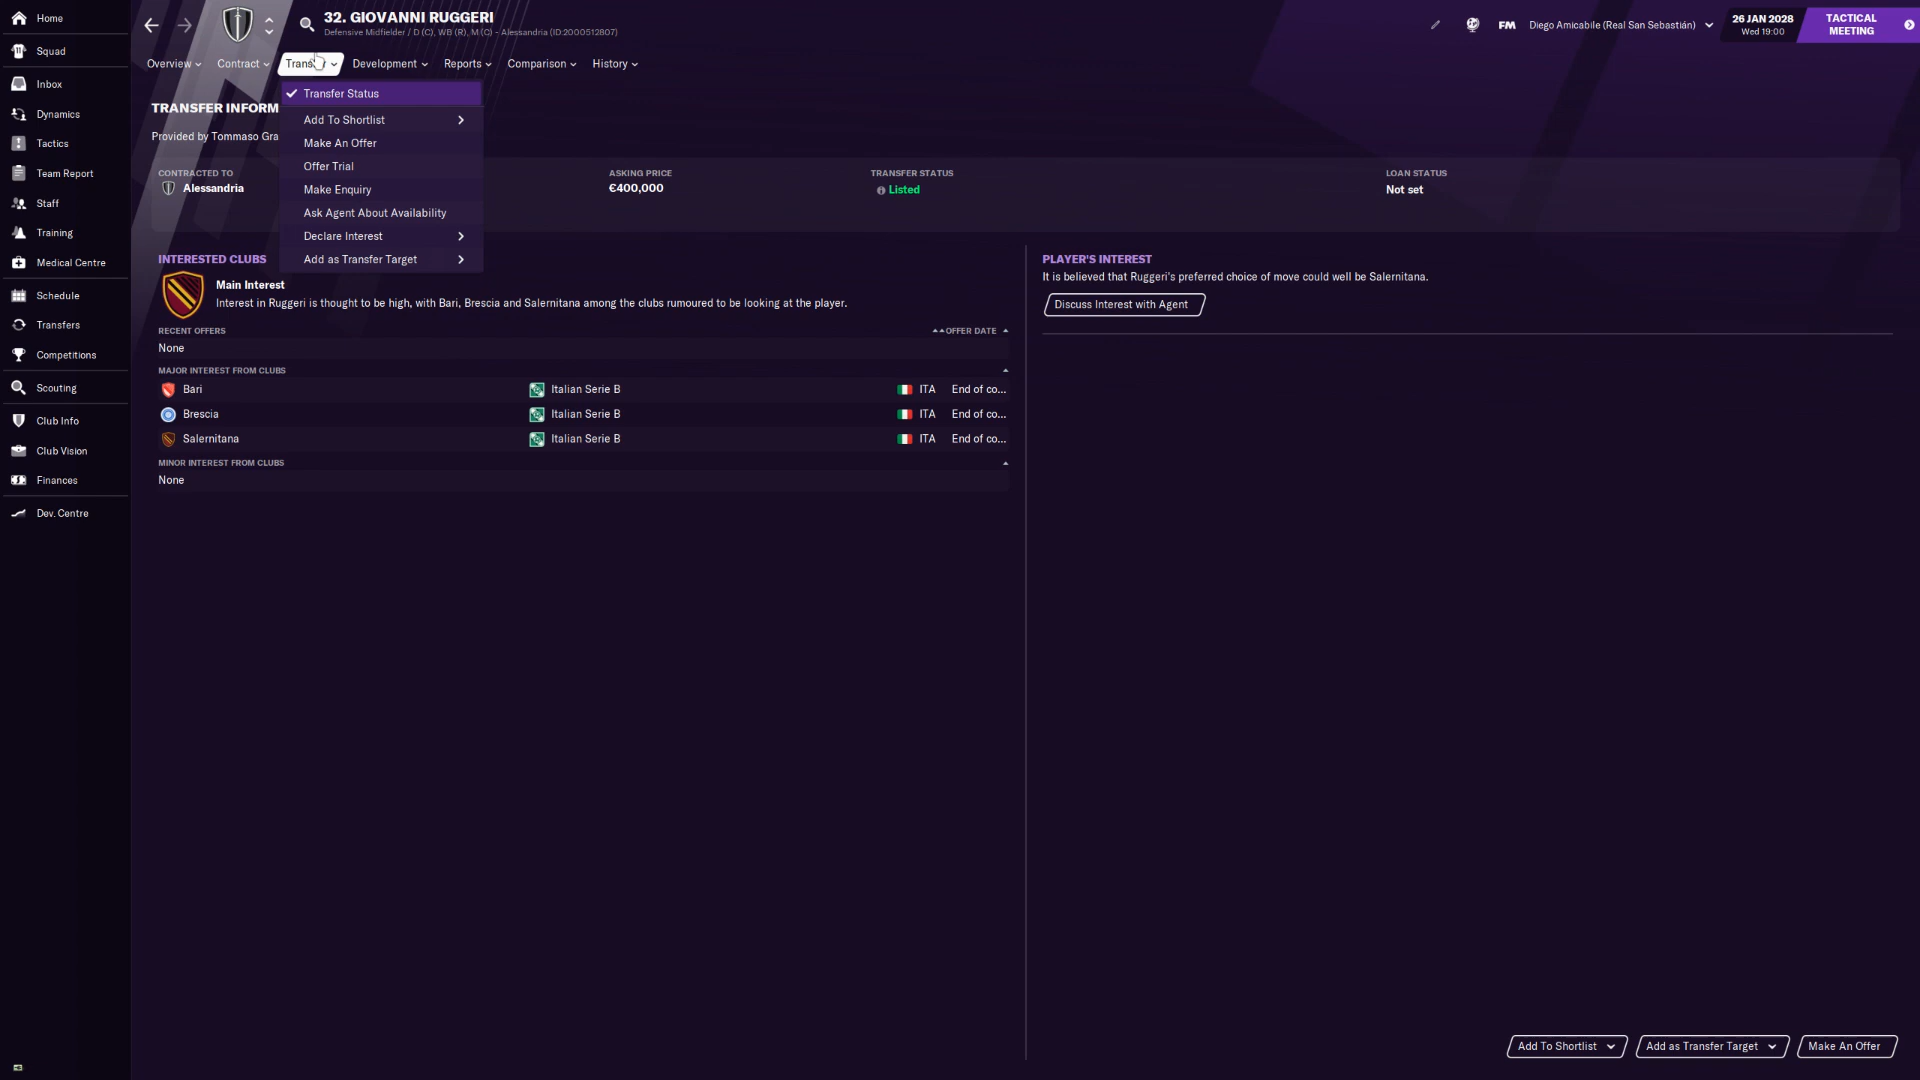 32. GIOVANNI RUGGERI
Defensive Midfielder / D (C), WB (R), M (C) - Alessandria (ID:2000512807)
FM
Diego Amicabile (Real San Sebastián)
26 JAN 2028
Wed 19:00
TACTICAL
MEETING
Home
Squad
Inbox
Dynamics
Tactics
Team Report
Staff
Training
Medical Centre
Schedule
Transfers
Competitions
Scouting
Club Info
Club Vision
Finances
Dev. Centre
Overview
Contract
Development
Reports
Comparison
History
Transfer Status
Add To Shortlist
Make An Offer
Offer Trial
Make Enquiry
Ask Agent About Availability
Declare Interest
Add as Transfer Target
TRANSFER INFORM
Provided by Tommaso Gra
CONTRACTED TO
Alessandria
ASKING PRICE
€400,000
TRANSFER STATUS
Listed
LOAN STATUS
Not set
INTERESTED CLUBS
Main Interest
Interest in Ruggeri is thought to be high, with Bari, Brescia and Salernitana among the clubs rumoured to be looking at the player.
RECENT OFFERS
OFFER DATE
None
MAJOR INTEREST FROM CLUBS
Bari Italian Serie B ITA End of co...
Brescia Italian Serie B ITA End of co...
Salernitana Italian Serie B ITA End of co...
MINOR INTEREST FROM CLUBS
None
PLAYER'S INTEREST
It is believed that Ruggeri's preferred choice of move could well be Salernitana.
Discuss Interest with Agent
Add To Shortlist
Add as Transfer Target
Make An Offer